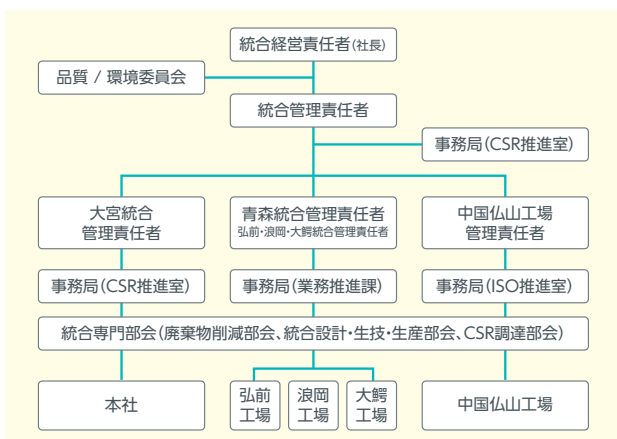 統合経営責任者(社長)
品質 / 環境委員会
統合管理責任者
事務局(CSR推進室)
大宮統合
管理責任者
青森統合管理責任者
弘前・浪岡・大鰐統合管理責任者
中国仏山工場
管理責任者
事務局(CSR推進室)
事務局(業務推進課)
事務局(ISO推進室)
統合専門部会(廃棄物削減部会、統合設計・生技・生産部会、CSR調達部会)
本社
弘前
工場
浪岡
工場
大鰐
工場
中国仏山工場